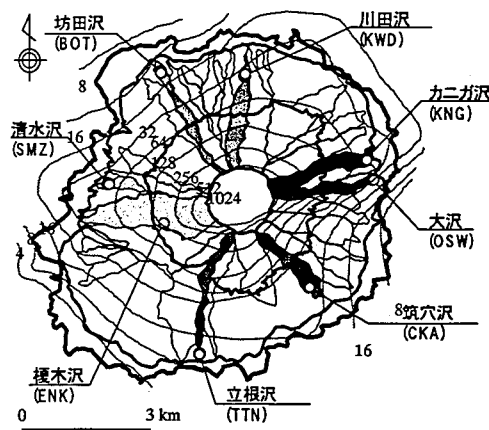 坊田沢
(BOT)
川田沢
(KWD)
8
カニガ沢
(KNG)
清水沢
16
(SMZ)
32
64
128
256
512
1024
大沢
(OSW)
16
4
8
筑穴沢
(CKA)
16
榎木沢
(ENK)
立根沢
(TTN)
0
3 km